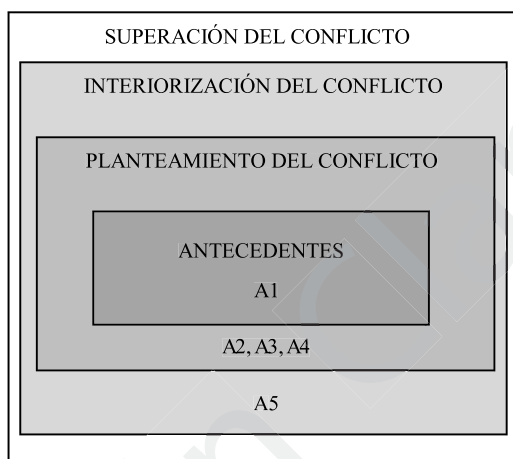 SUPERACIÓN DEL CONFLICTO
INTERIORIZACIÓN DEL CONFLICTO
PLANTEAMIENTO DEL CONFLICTO
ANTECEDENTES
A1
A2, A3, A4
A5